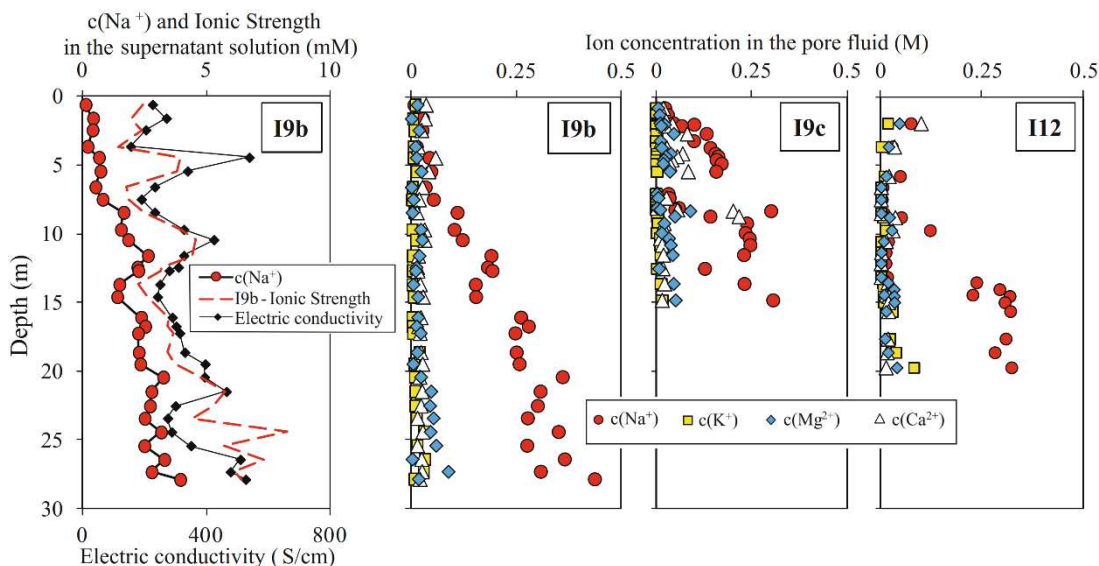 c(Na⁺) and Ionic Strength
in the supernatant solution (mM)
0 5 10
Ion concentration in the pore fluid (M)
0 0.25 0.5
0 0.25 0.5
0 0.25 0.5
I9b
I9b
I9c
I12
Depth (m)
0
5
10
15
20
25
30
c(Na⁺)
I9b - Ionic Strength
Electric conductivity
c(Na⁺) c(K⁺) c(Mg²⁺) c(Ca²⁺)
0 400 800
Electric conductivity ( S/cm)